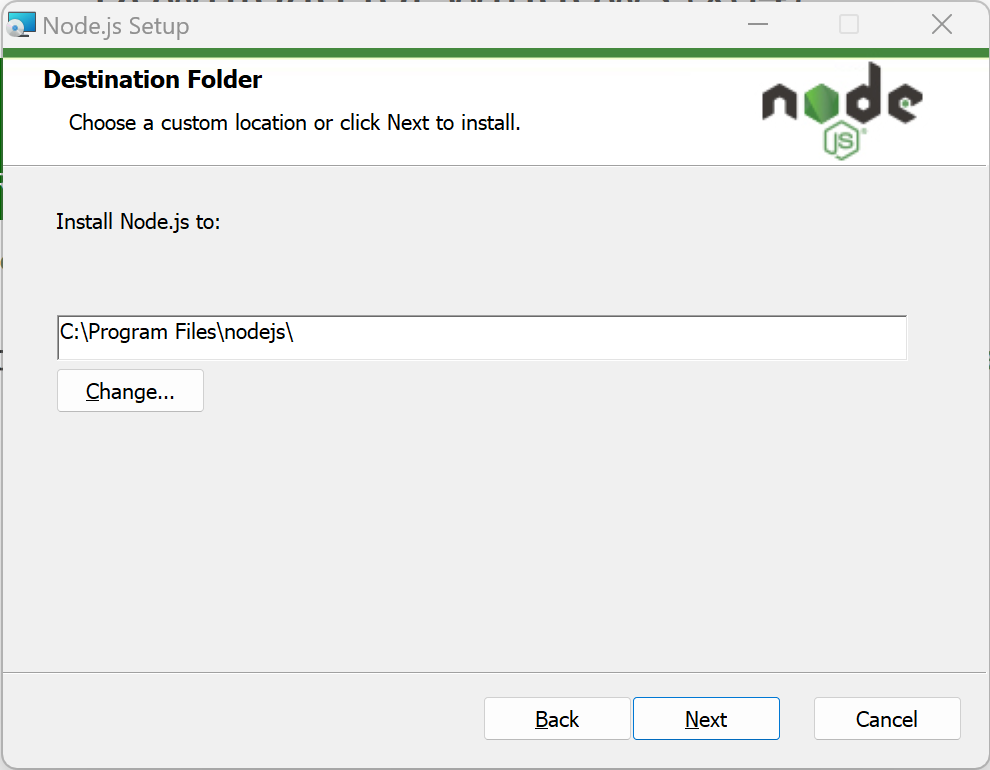 Node.js Setup
Destination Folder
Choose a custom location or click Next to install.
node
JS
Install Node.js to:
C:\Program Files\nodejs\
Change...
Back
Next
Cancel